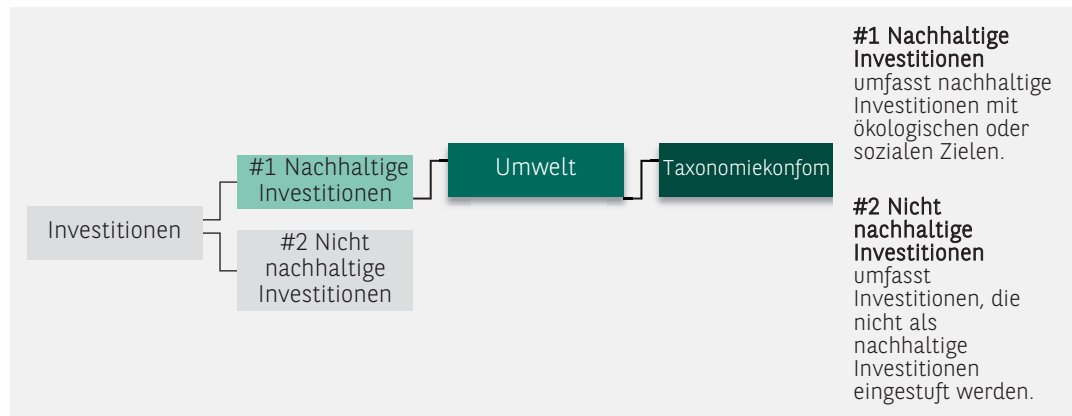 Investitionen
#1 Nachhaltige
Investitionen
#2 Nicht
nachhaltige
Investitionen
Umwelt
Taxonomiekonfom
#1 Nachhaltige
Investitionen
umfasst nachhaltige
Investitionen mit
ökologischen oder
sozialen Zielen.
#2 Nicht
nachhaltige
Investitionen
umfasst
Investitionen, die
nicht als
nachhaltige
Investitionen
eingestuft werden.